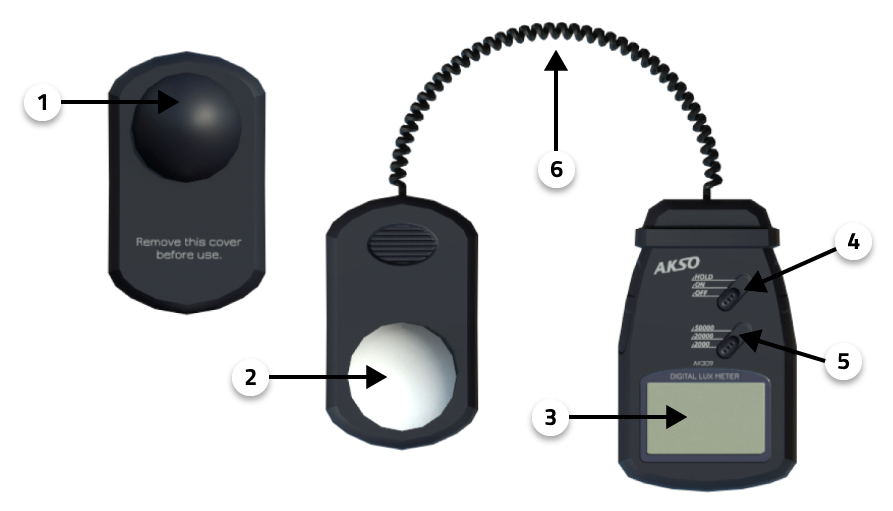 1
Remove this cover
before use.
2
6
AKSO
HOLD
ON
OFF
4
50000
20000
2000
5
AK309
DIGITAL LUX METER
3